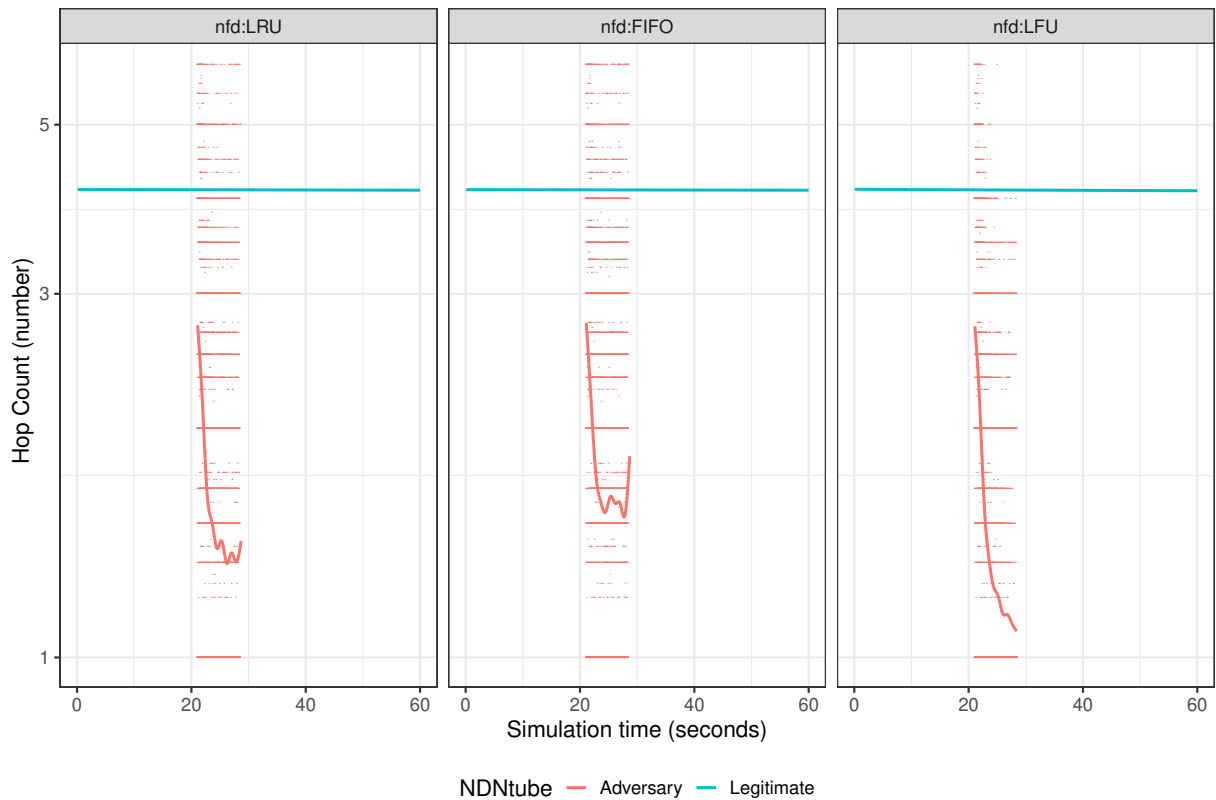 nfd:LRU nfd:FIFO nfd:LFU
5
3
1
Hop Count (number)
0 20 40 60 0 20 40 60 0 20 40 60
Simulation time (seconds)
NDNtube Adversary Legitimate